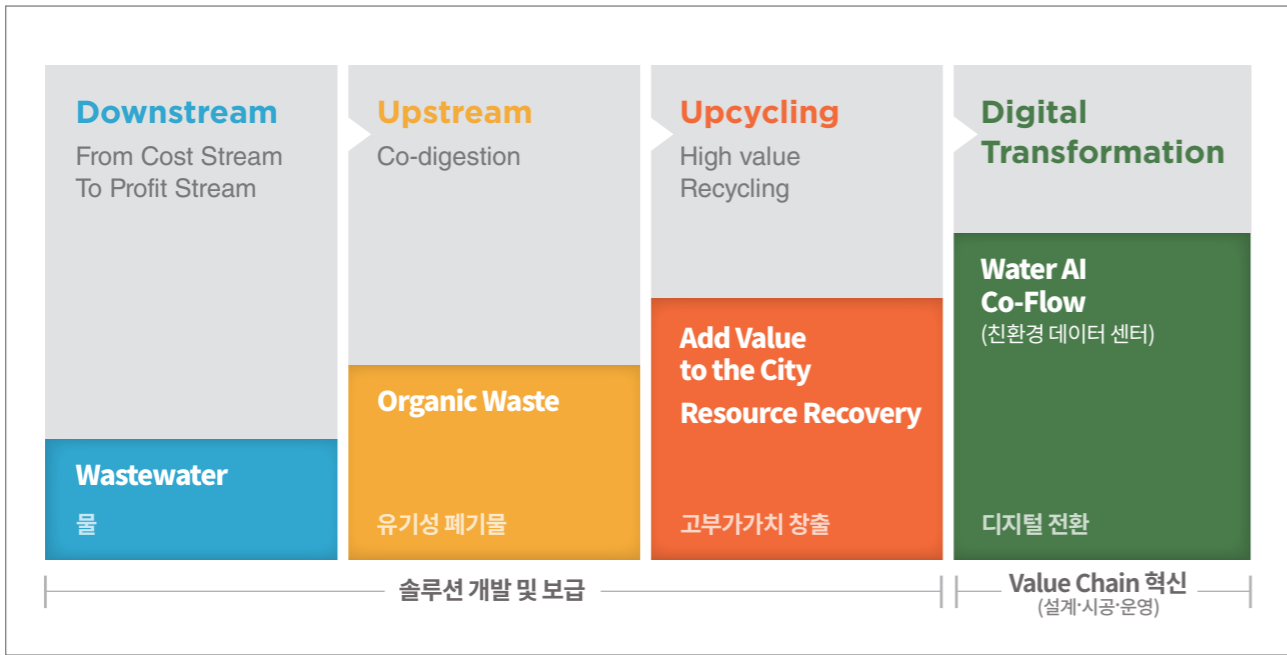 Downstream
From Cost Stream
To Profit Stream
Wastewater
물
Upstream
Co-digestion
Organic Waste
유기성 폐기물
Upcycling
High value
Recycling
Add Value
to the City
Resource Recovery
고부가가치 창출
Digital
Transformation
Water AI
Co-Flow
(친환경 데이터 센터)
디지털 전환
솔루션 개발 및 보급
Value Chain 혁신
(설계·시공·운영)